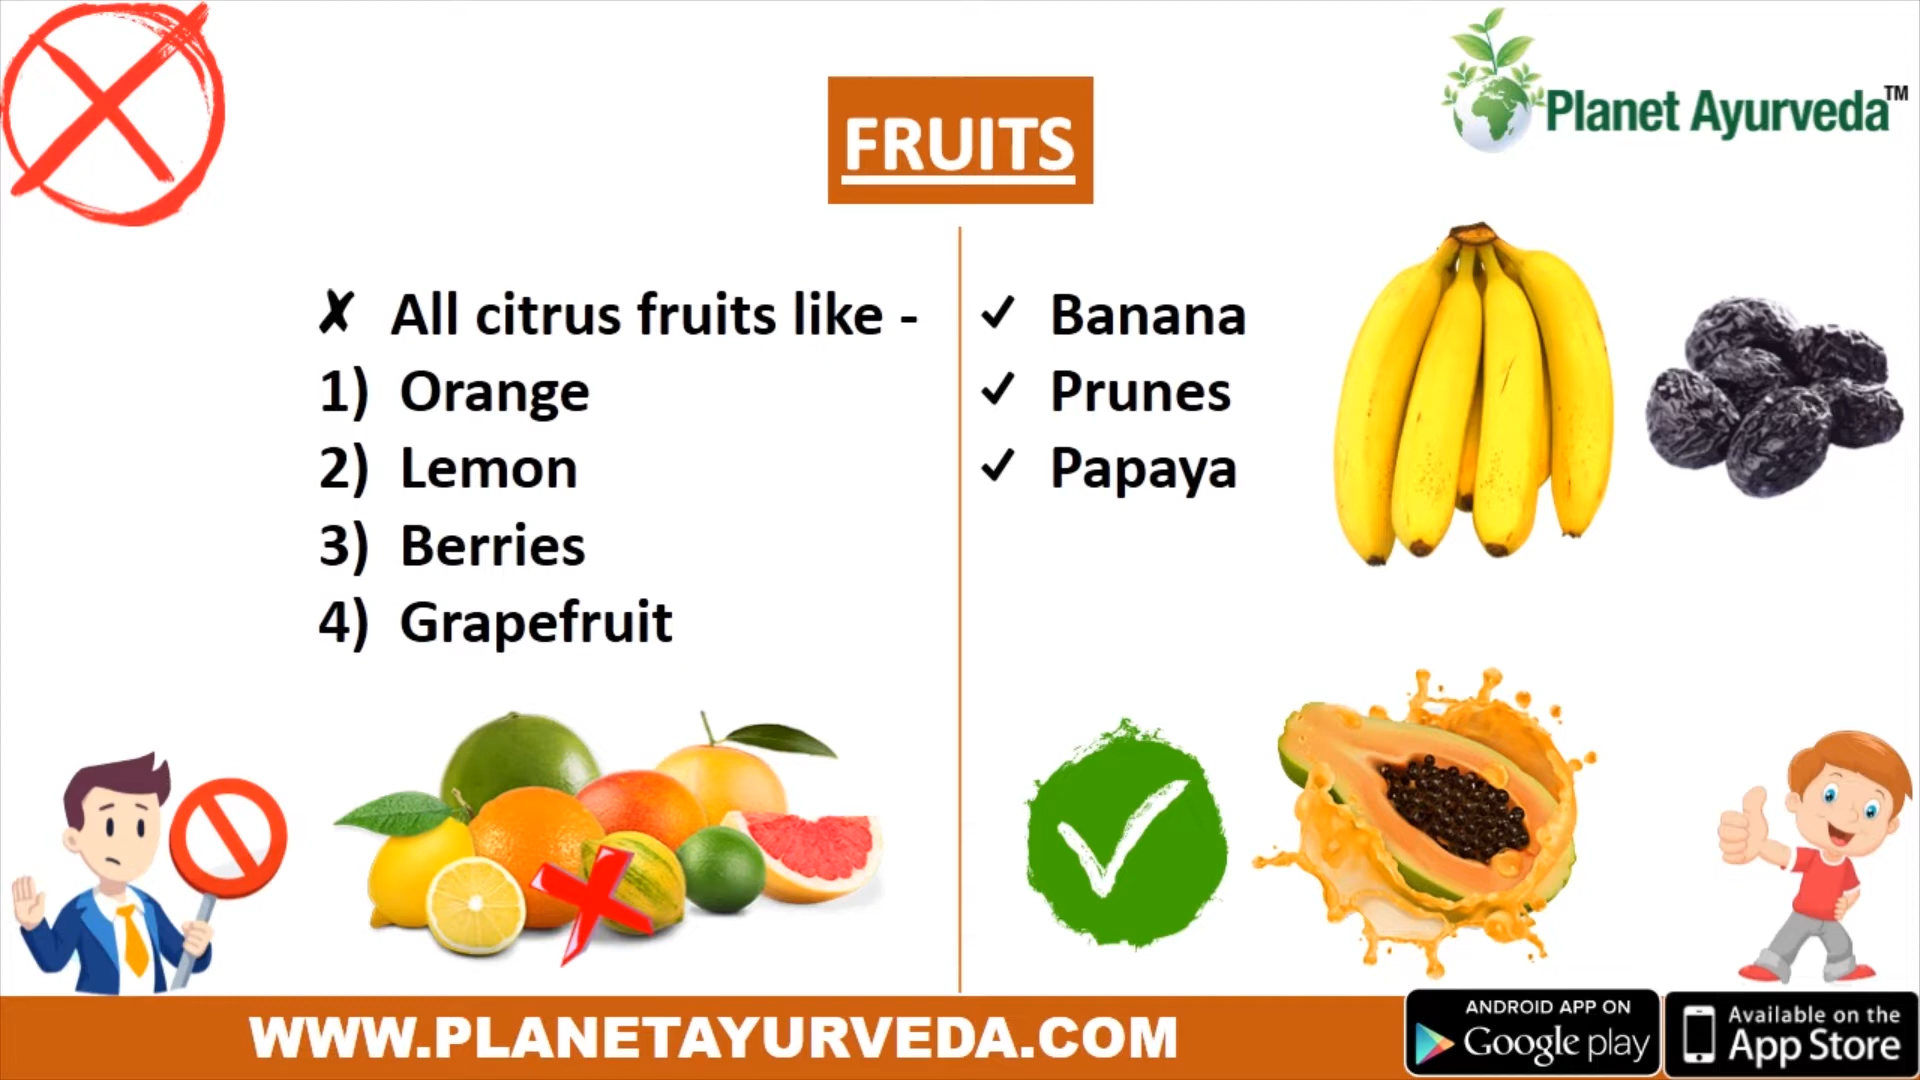 FRUITS
Planet Ayurveda™
✗ All citrus fruits like -
1) Orange
2) Lemon
3) Berries
4) Grapefruit
✓ Banana
✓ Prunes
✓ Papaya
WWW.PLANETAYURVEDA.COM
ANDROID APP ON
Google play
Available on the
App Store